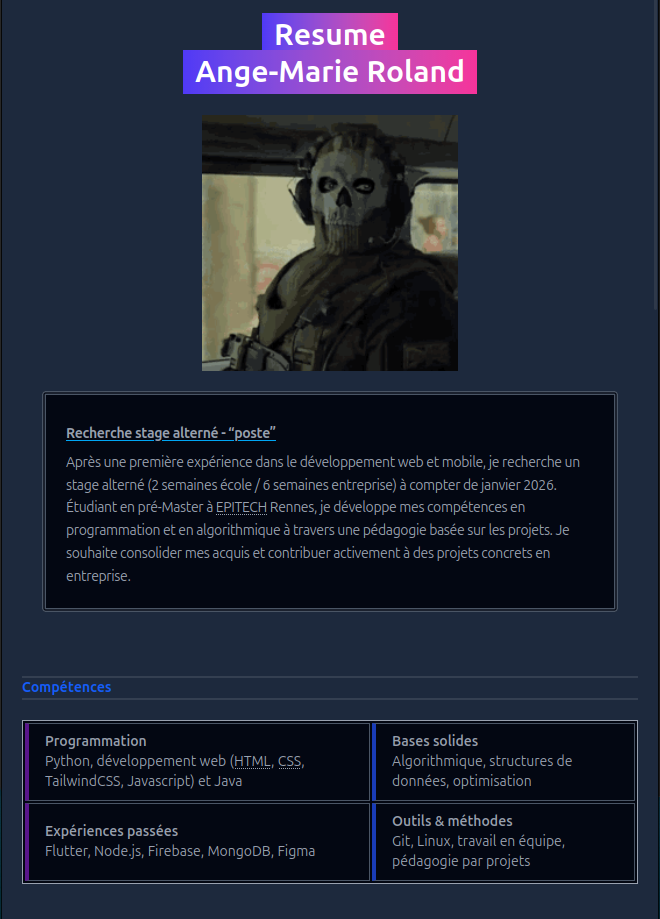 Resume
Ange-Marie Roland
Recherche stage alterné - “poste”
Après une première expérience dans le développement web et mobile, je recherche un
stage alterné (2 semaines école / 6 semaines entreprise) à compter de janvier 2026.
Étudiant en pré-Master à EPITECH Rennes, je développe mes compétences en
programmation et en algorithmique à travers une pédagogie basée sur les projets. Je
souhaite consolider mes acquis et contribuer activement à des projets concrets en
entreprise.
Compétences
Programmation
Python, développement web (HTML, CSS,
TailwindCSS, Javascript) et Java
Bases solides
Algorithmique, structures de
données, optimisation
Expériences passées
Flutter, Node.js, Firebase, MongoDB, Figma
Outils & méthodes
Git, Linux, travail en équipe,
pédagogie par projets